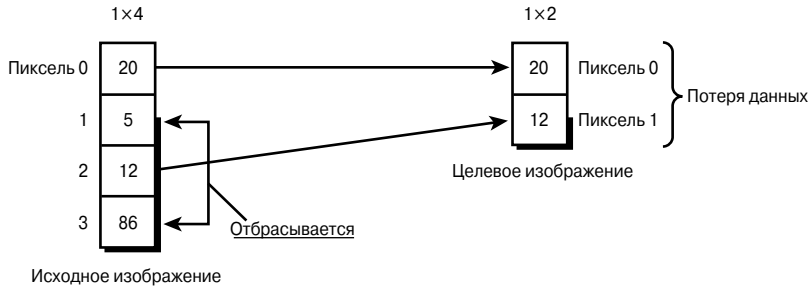 1×4
1×2
Пиксель 0
20
20
Пиксель 0
Потеря данных
1
5
12
Пиксель 1
2
12
Целевое изображение
3
86
Отбрасывается
Исходное изображение